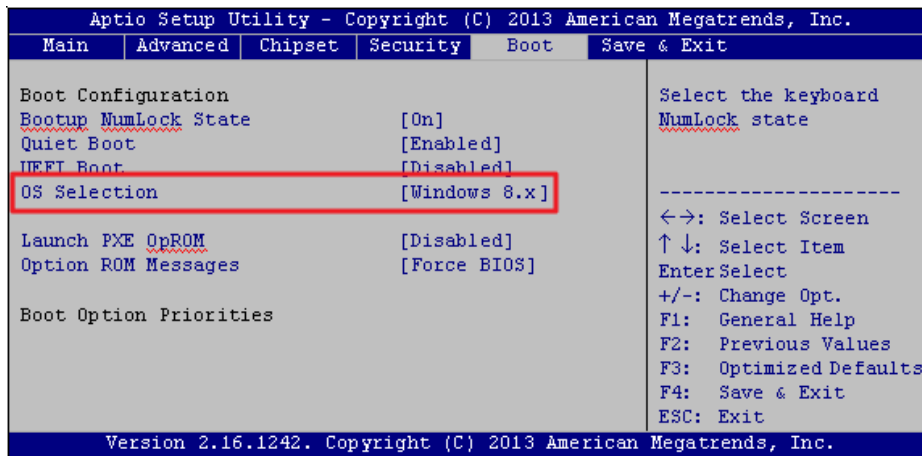 Aptio Setup Utility - Copyright (C) 2013 American Megatrends, Inc.
Main Advanced Chipset Security Boot Save & Exit
Boot Configuration
Bootup NumLock State [On]
Quiet Boot [Enabled]
UEFI Boot [Disabled]
OS Selection [Windows 8.x]
Launch PXE OpROM [Disabled]
Option ROM Messages [Force BIOS]
Boot Option Priorities
Select the keyboard
NumLock state
---------------------
←→: Select Screen
↑ ↓: Select Item
Enter Select
+/-: Change Opt.
F1: General Help
F2: Previous Values
F3: Optimized Defaults
F4: Save & Exit
ESC: Exit
Version 2.16.1242. Copyright (C) 2013 American Megatrends, Inc.